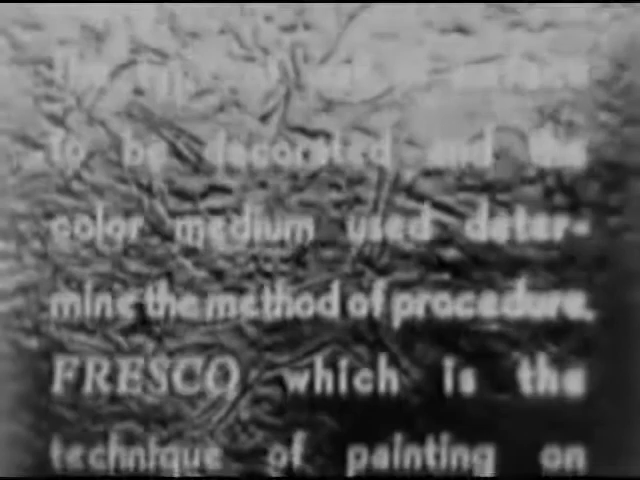 to be decorated and the
color medium used deter-
mine the method of procedure.
FRESCO which is the
technique of painting on